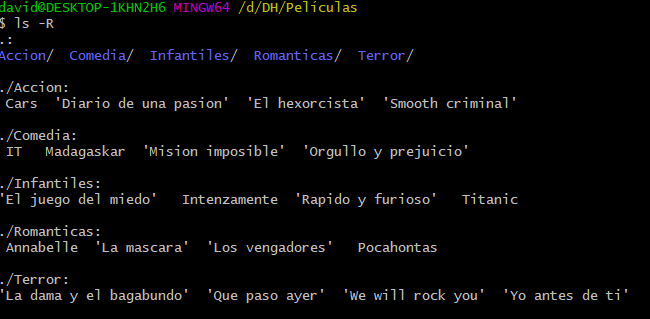 david@DESKTOP-1KHN2H6 MINGW64 /d/DH/Películas
$ ls -R
.:
Accion/  Comedia/  Infantiles/  Romanticas/  Terror/
./Accion:
Cars  'Diario de una pasion'  'El hexorcista'  'Smooth criminal'
./Comedia:
IT  Madagaskar  'Mision imposible'  'Orgullo y prejuicio'
./Infantiles:
'El juego del miedo'  Intenzamente  'Rapido y furioso'  Titanic
./Romanticas:
Annabelle  'La mascara'  'Los vengadores'  Pocahontas
./Terror:
'La dama y el bagabundo'  'Que paso ayer'  'We will rock you'  'Yo antes de ti'